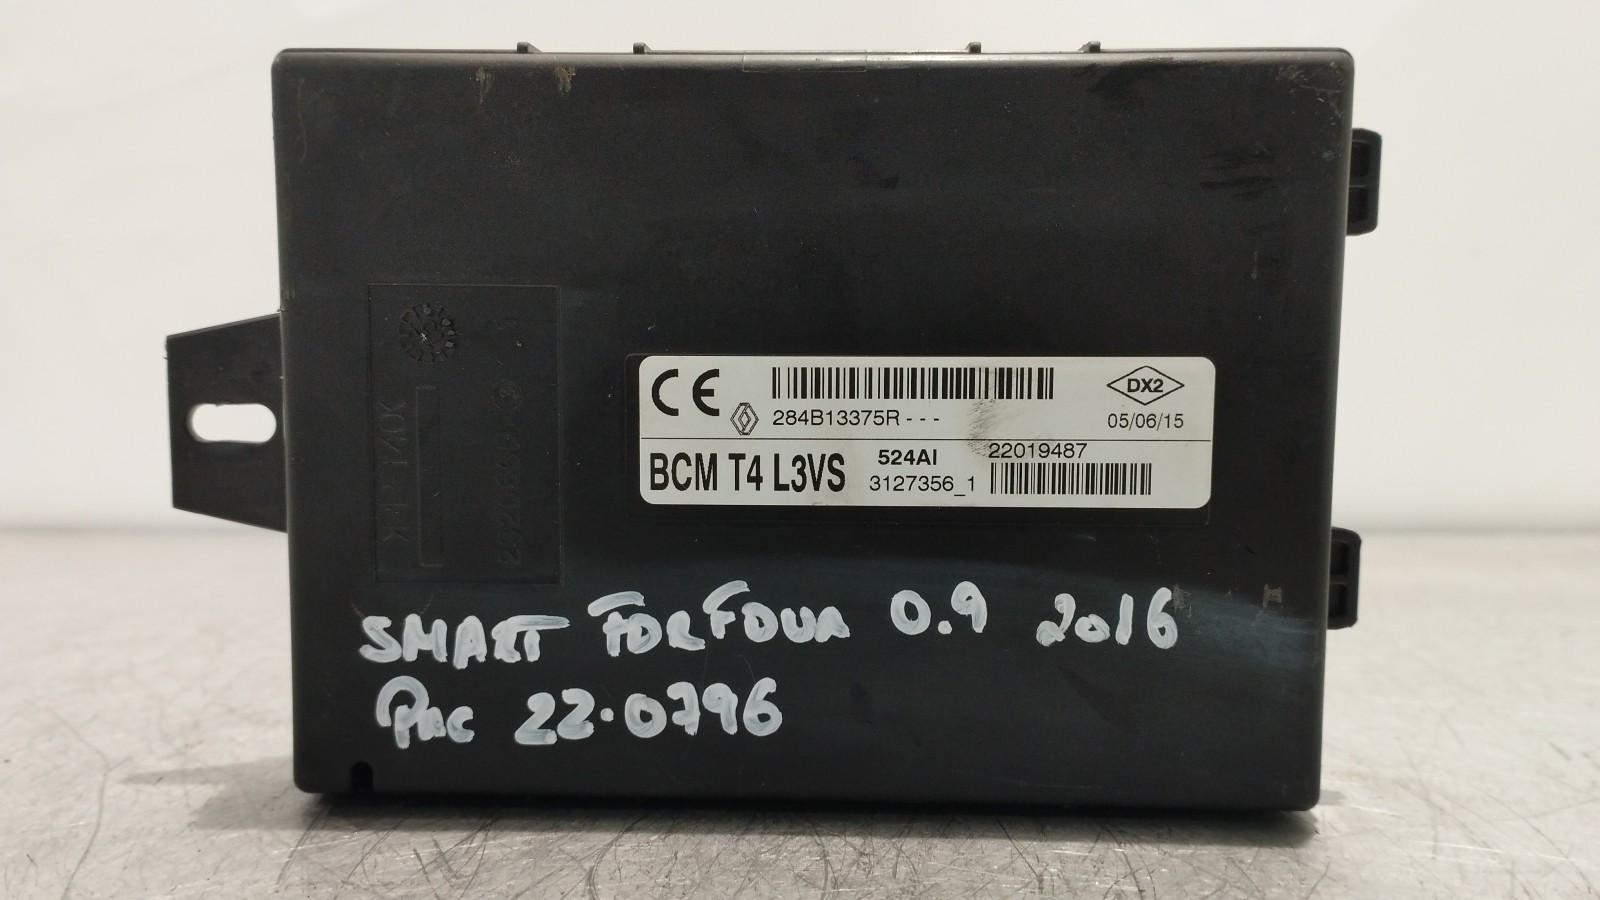 CE
284B13375R---
DX2
05/06/15
BCM T4 L3VS
524AI
3127356_1
22019487
SMART FORFOUR 0.9 2016
22.0796